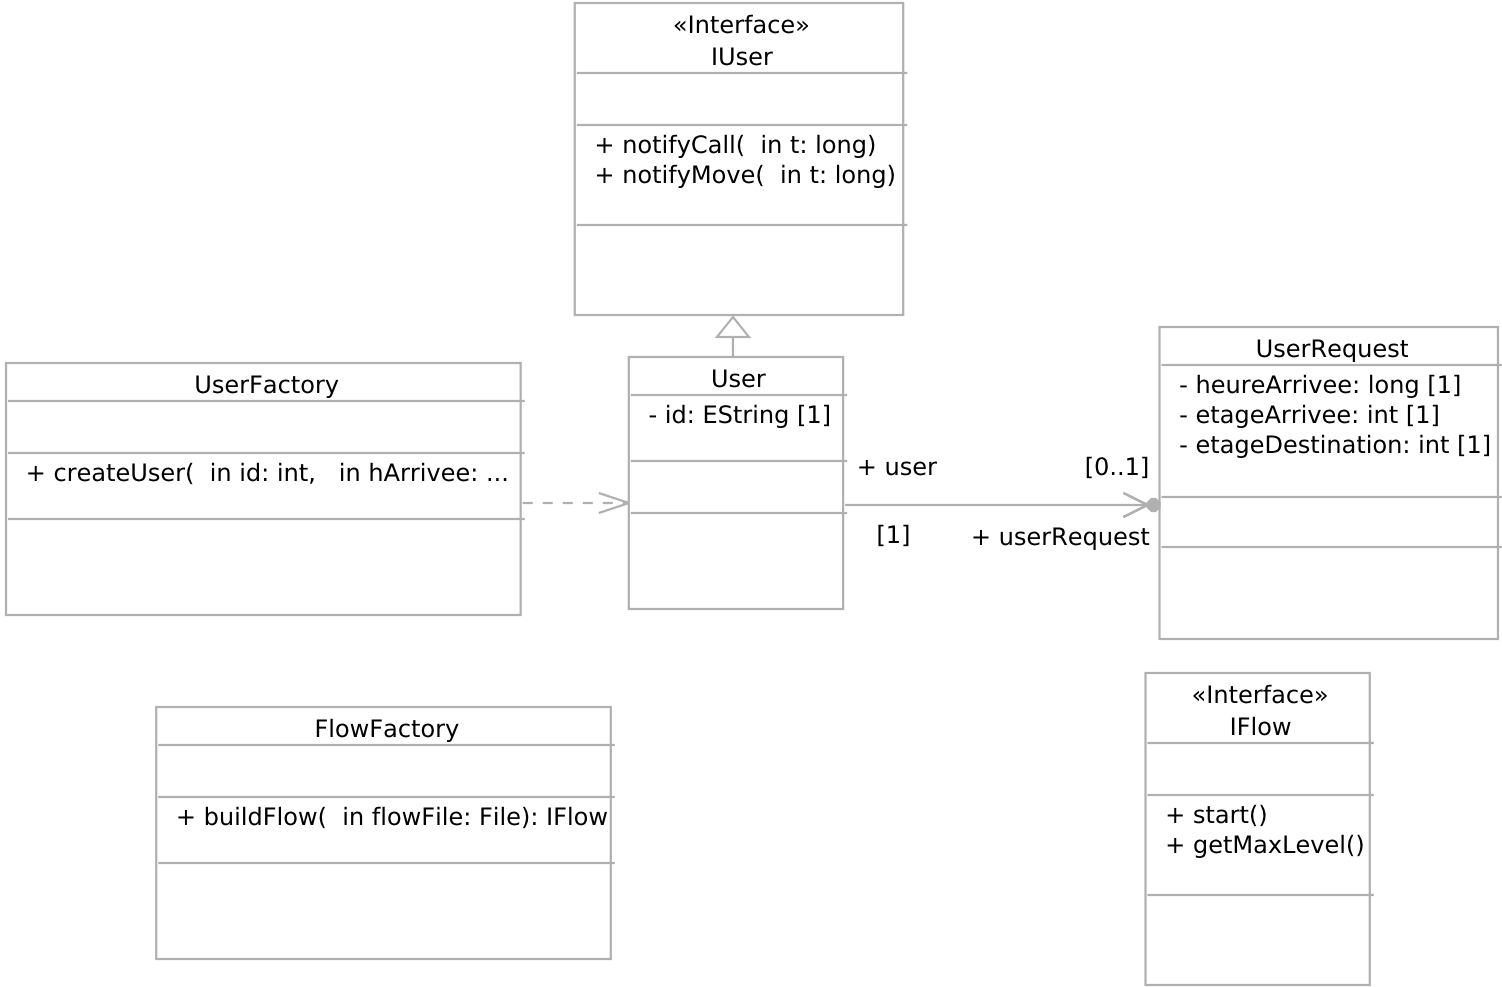 «Interface»
IUser
+ notifyCall(  in t: long)
+ notifyMove(  in t: long)
UserFactory
+ createUser(  in id: int,   in hArrivee: ...
User
- id: EString [1]
+ user
[0..1]
[1]
+ userRequest
UserRequest
- heureArrivee: long [1]
- etageArrivee: int [1]
- etageDestination: int [1]
FlowFactory
+ buildFlow(  in flowFile: File): IFlow
«Interface»
IFlow
+ start()
+ getMaxLevel()